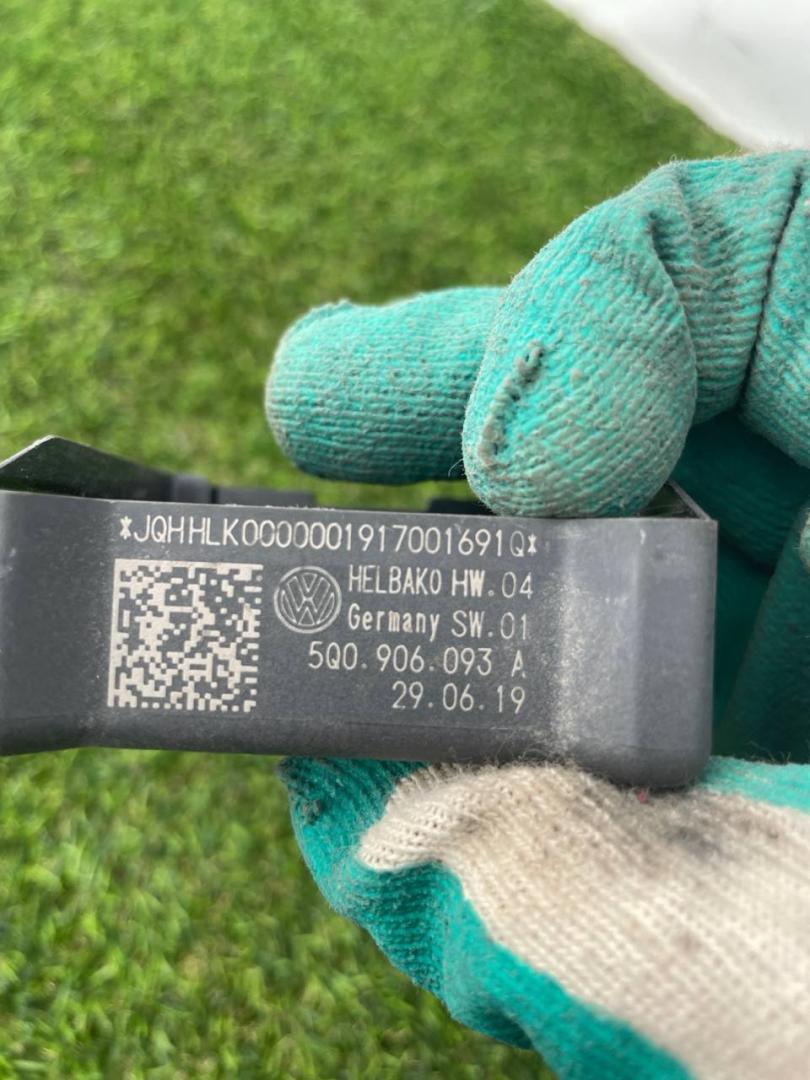 *JQHHLK0000001917001691Q*
HELBAKO HW.04
Germany SW.01
5Q0.906.093 A
29.06.19